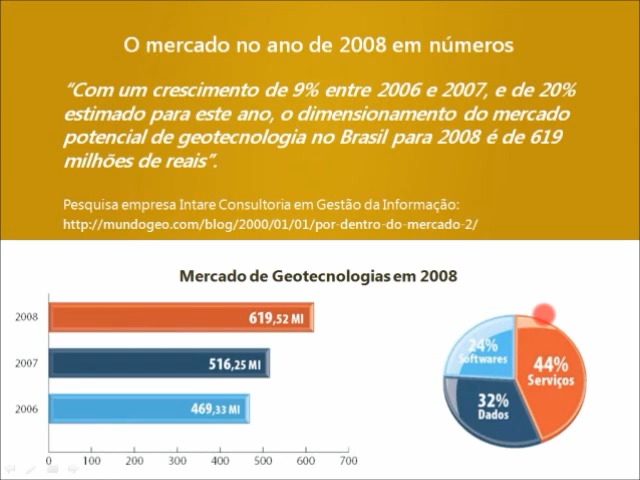 O mercado no ano de 2008 em números
“Com um crescimento de 9% entre 2006 e 2007, e de 20%
estimado para este ano, o dimensionamento do mercado
potencial de geotecnologia no Brasil para 2008 é de 619
milhões de reais”.
Pesquisa empresa Intare Consultoria em Gestão da Informação:
http://mundogeo.com/blog/2000/01/01/por-dentro-do-mercado-2/
Mercado de Geotecnologias em 2008
2008 619,52 MI
2007 516,25 MI
2006 469,33 MI
0 100 200 300 400 500 600 700
24%
Softwares
44%
Serviços
32%
Dados